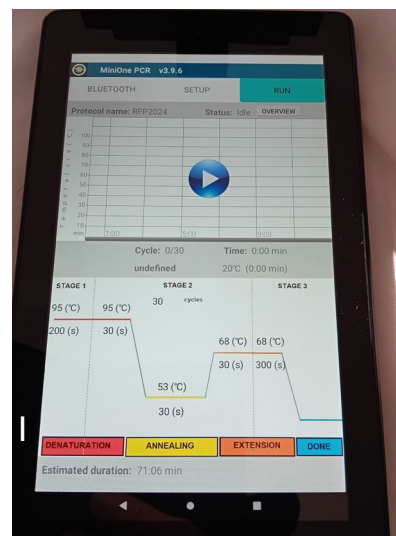 MiniOne PCR v3.9.6
BLUETOOTH SETUP RUN
Protocol name: RFP2024 Status: Idle OVERVIEW
Temperatura(C)
100
90
80
70
60
50
40
30
20
10
min 1:00 5:00 9:00
Cycle: 0/30 Time: 0:00 min
undefined 20℃ (0:00 min)
STAGE 1 STAGE 2 STAGE 3
95 (℃) 95 (℃) 30 cycles
200 (s) 30 (s)
68 (℃) 68 (℃)
30 (s) 300 (s)
53 (℃)
30 (s)
DENATURATION ANNEALING EXTENSION DONE
Estimated duration: 71:06 min